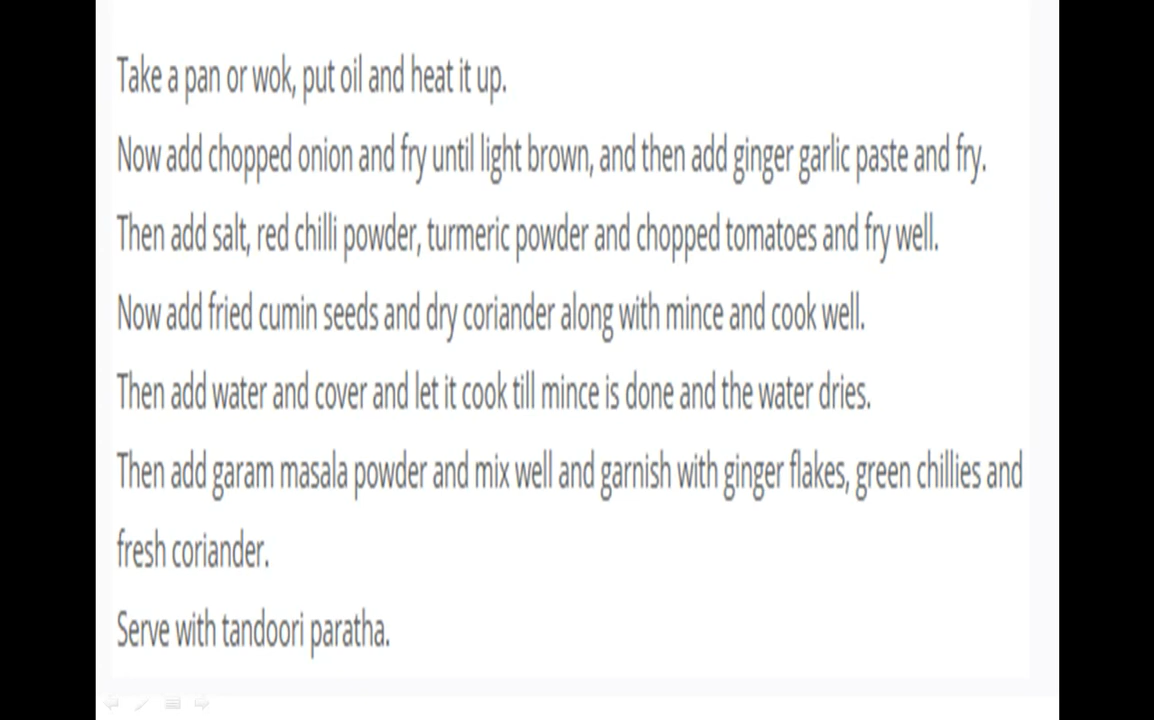 Take a pan or wok, put oil and heat it up.
Now add chopped onion and fry until light brown, and then add ginger garlic paste and fry.
Then add salt, red chilli powder, turmeric powder and chopped tomatoes and fry well.
Now add fried cumin seeds and dry coriander along with mince and cook well.
Then add water and cover and let it cook till mince is done and the water dries.
Then add garam masala powder and mix well and garnish with ginger flakes, green chillies and
fresh coriander.
Serve with tandoori paratha.